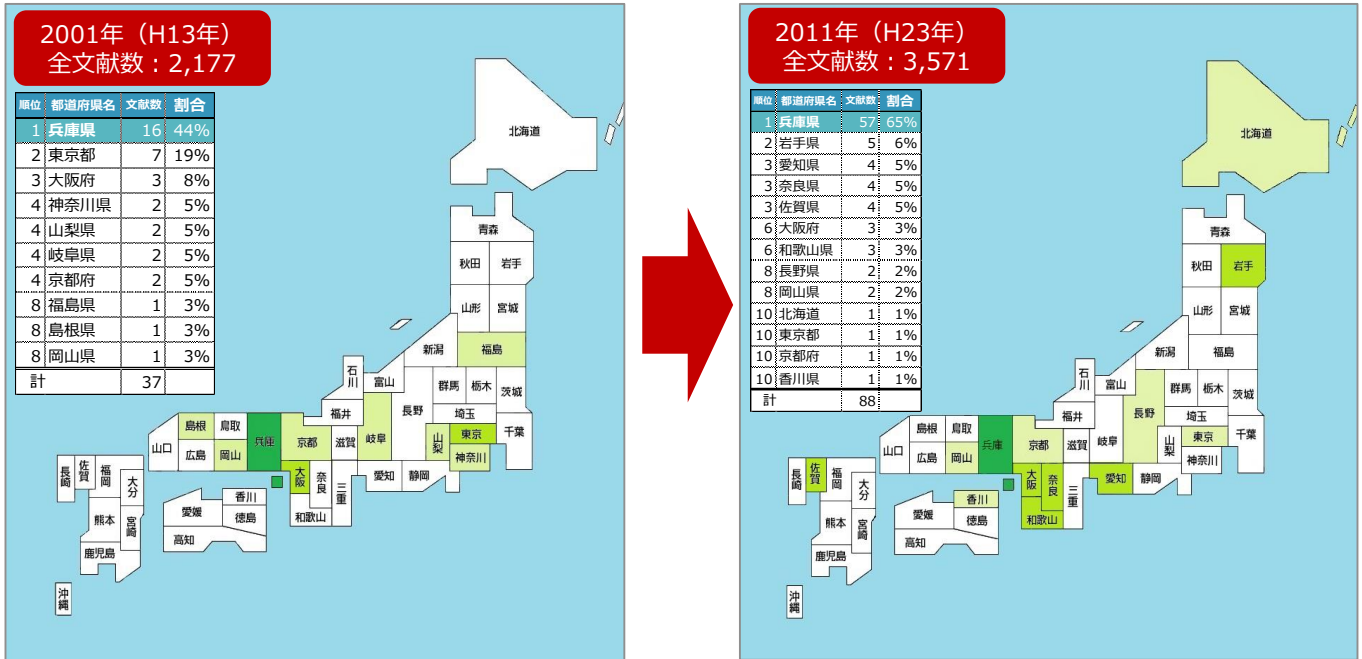 2001年（H13年）
全文献数：2,177
順位 都道府県名 文献数 割合
1 兵庫県 16 44%
2 東京都 7 19%
3 大阪府 3 8%
4 神奈川県 2 5%
4 山梨県 2 5%
4 岐阜県 2 5%
4 京都府 2 5%
8 福島県 1 3%
8 島根県 1 3%
8 岡山県 1 3%
計 37
北海道
青森
秋田 岩手
山形 宮城
新潟 福島
石川 富山 群馬 栃木 茨城
福井 長野 埼玉
島根 鳥取 兵庫 京都 滋賀 岐阜 山梨 東京 千葉
山口 広島 岡山 神奈川
長崎 佐賀 福岡 大分 大阪 奈良 三重 愛知 静岡
香川
愛媛 徳島 和歌山
熊本 宮崎 高知
鹿児島
沖縄
2011年（H23年）
全文献数：3,571
順位 都道府県名 文献数 割合
1 兵庫県 57 65%
2 岩手県 5 6%
3 愛知県 4 5%
3 奈良県 4 5%
3 佐賀県 4 5%
6 大阪府 3 3%
6 和歌山県 3 3%
8 長野県 2 2%
8 岡山県 2 2%
10 北海道 1 1%
10 東京都 1 1%
10 京都府 1 1%
10 香川県 1 1%
計 88
北海道
青森
秋田 岩手
山形 宮城
新潟 福島
石川 富山 群馬 栃木 茨城
福井 長野 埼玉
島根 鳥取 兵庫 京都 滋賀 岐阜 山梨 東京 千葉
山口 広島 岡山 神奈川
長崎 佐賀 福岡 大分 大阪 奈良 三重 愛知 静岡
香川
愛媛 徳島 和歌山
熊本 宮崎 高知
鹿児島
沖縄